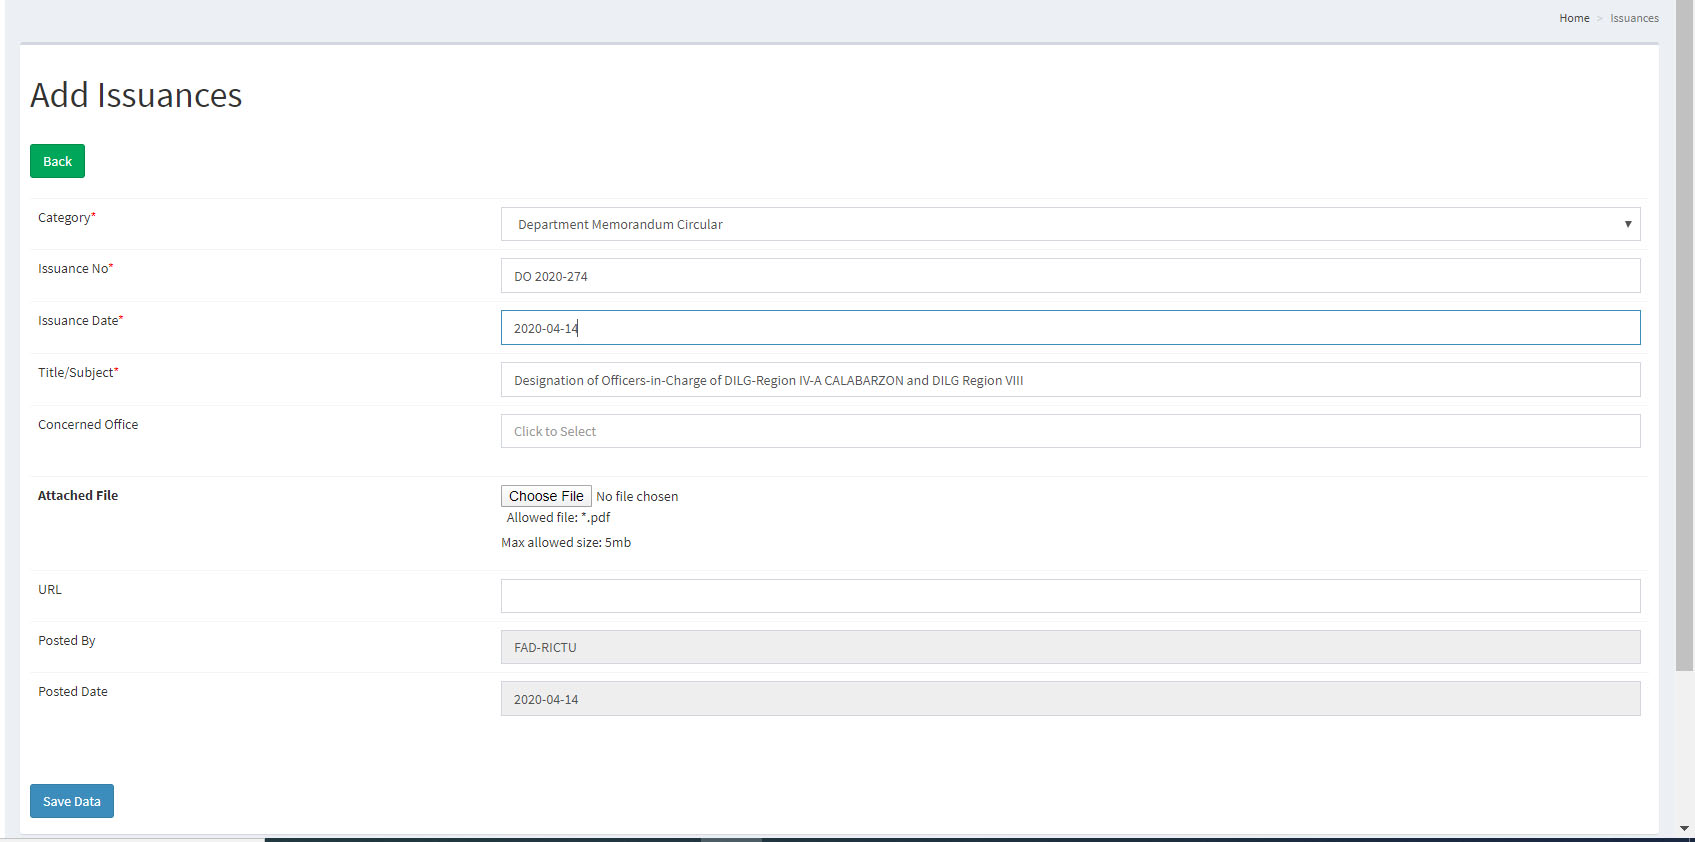 Home > Issuances
Add Issuances
Back
Category* Department Memorandum Circular
Issuance No* DO 2020-274
Issuance Date* 2020-04-14
Title/Subject* Designation of Officers-in-Charge of DILG-Region IV-A CALABARZON and DILG Region VIII
Concerned Office Click to Select
Attached File Choose File No file chosen
Allowed file: *.pdf
Max allowed size: 5mb
URL
Posted By FAD-RICTU
Posted Date 2020-04-14
Save Data